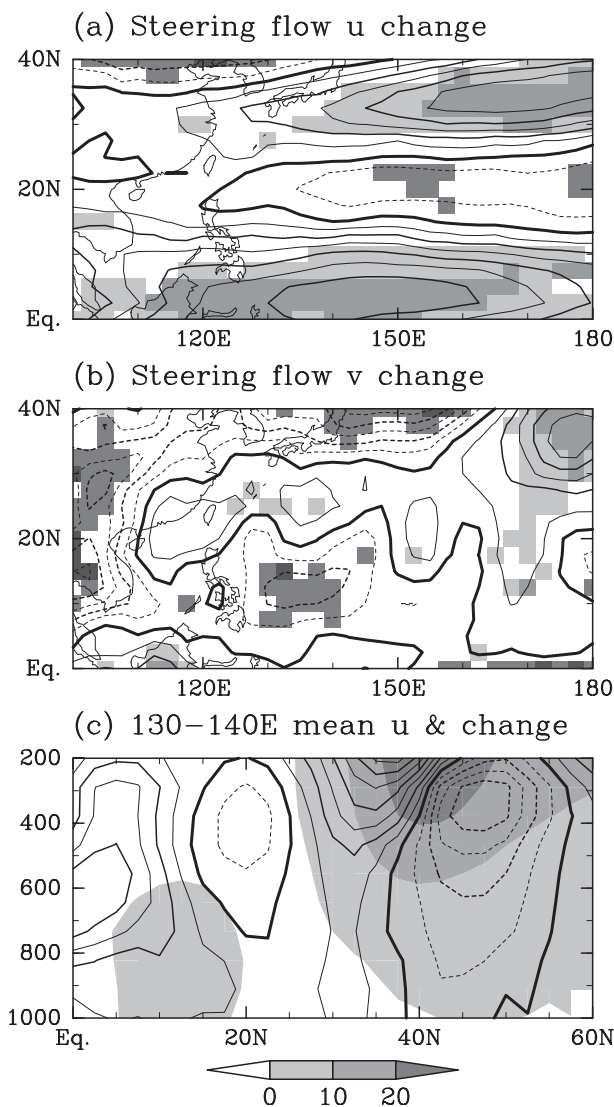 (a) Steering flow u change
40N
20N
Eq.
120E 150E 180
(b) Steering flow v change
40N
20N
Eq.
120E 150E 180
(c) 130−140E mean u & change
200
400
600
800
1000
Eq. 20N 40N 60N
0 10 20